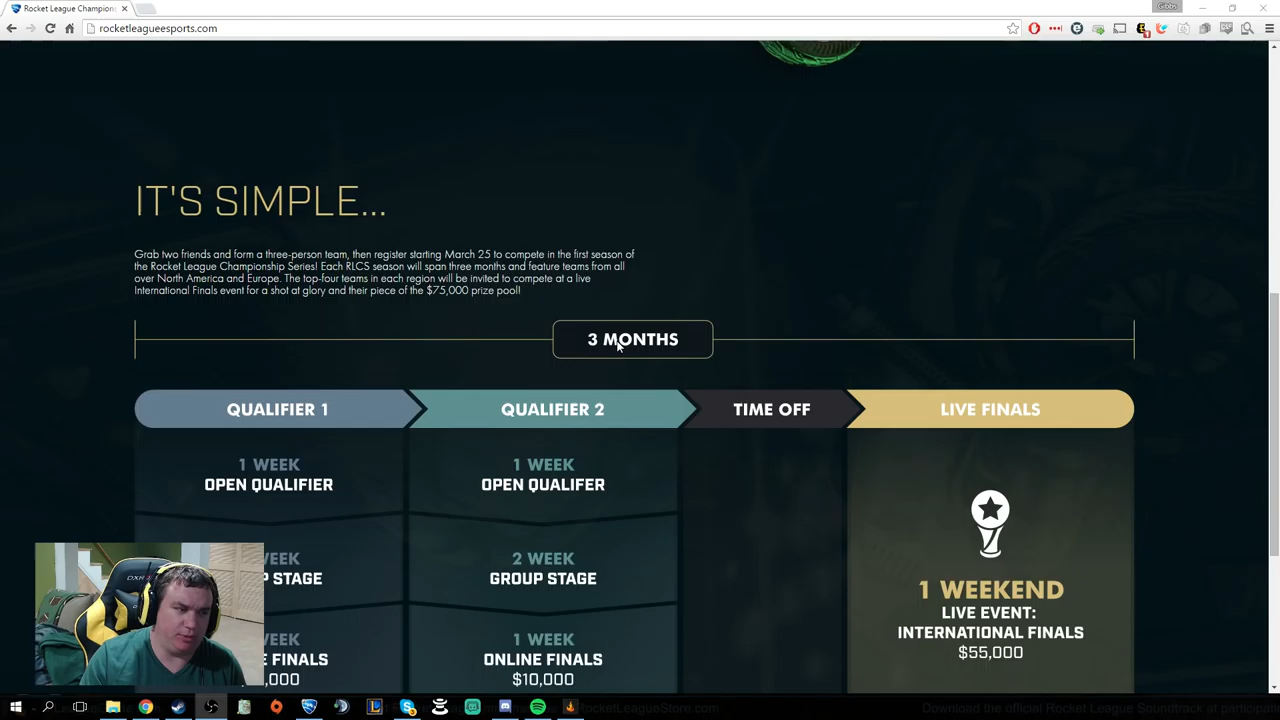 Rocket League Champion
Gibbs
rocketleagueesports.com
IT'S SIMPLE...
Grab two friends and form a three-person team, then register starting March 25 to compete in the first season of
the Rocket League Championship Series! Each RLCS season will span three months and feature teams from all
over North America and Europe. The top-four teams in each region will be invited to compete at a live
International Finals event for a shot at glory and their piece of the $75,000 prize pool!
3 MONTHS
QUALIFIER 1
QUALIFIER 2
TIME OFF
LIVE FINALS
1 WEEK
OPEN QUALIFIER
1 WEEK
OPEN QUALIFER
WEEK
P STAGE
2 WEEK
GROUP STAGE
WEEK
E FINALS
,000
1 WEEK
ONLINE FINALS
$10,000
1 WEEKEND
LIVE EVENT:
INTERNATIONAL FINALS
$55,000
DXR
RocketLeagueStore.com
Download the official Rocket League Soundtrack at participati